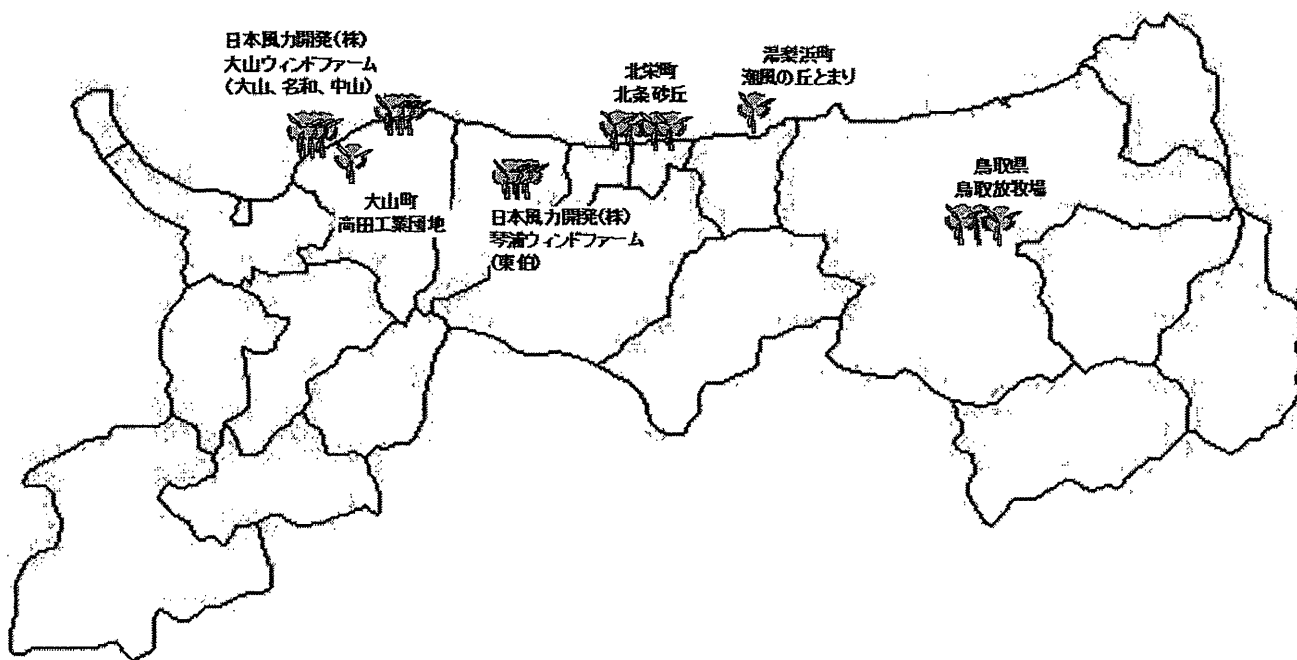 日本風力開発(株)
大山ウィンドファーム
(大山、名和、中山)
大山町
高田工業団地
日本風力開発(株)
琴浦ウィンドファーム
(東伯)
北栄町
北条砂丘
湯梨浜町
潮風の丘とまり
鳥取県
鳥取放牧場